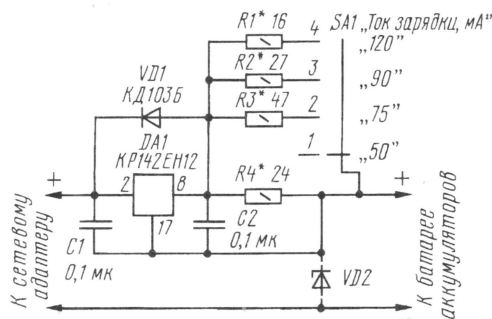 R1* 16
4
SA1 „Ток зарядки, мА"
„120"
R2* 27
3
„90"
VD1
КД103Б
R3* 47
2
„75"
DA1
КР142ЕН12
1
„50"
+
2
8
17
R4* 24
+
C1
0,1 мк
C2
0,1 мк
VD2
К сетевому
адаптеру
К батарее
аккумуляторов